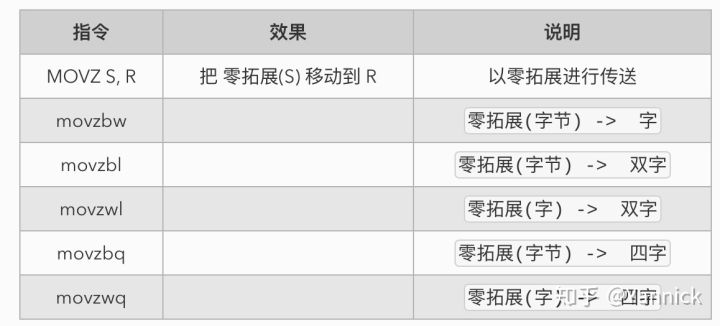 指令 效果 说明
MOVZ S, R 把 零拓展(S) 移动到 R 以零拓展进行传送
movzbw 零拓展(字节) -> 字
movzbl 零拓展(字节) -> 双字
movzwl 零拓展(字) -> 双字
movzbq 零拓展(字节) -> 四字
movzwq 零拓展(字) -> 四字
知乎